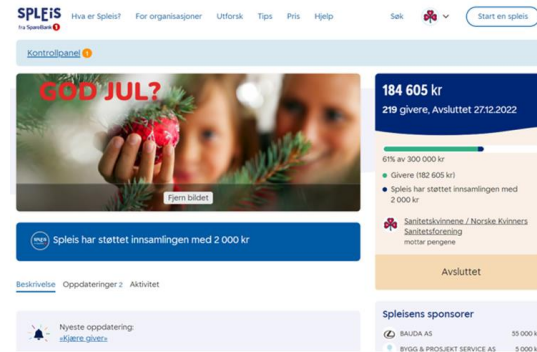 SPLEiS
fra SpareBank 1
Hva er Spleis?
For organisasjoner
Utforsk
Tips
Pris
Hjelp
Søk
Start en spleis
Kontrollpanel 1
GOD JUL?
Fjern bildet
SPLEiS Spleis har støttet innsamlingen med 2 000 kr
Beskrivelse
Oppdateringer 2
Aktivitet
Nyeste oppdatering:
«Kjære giver»
184 605 kr
219 givere, Avsluttet 27.12.2022
61% av 300 000 kr
Givere (182 605 kr)
Spleis har støttet innsamlingen med
2 000 kr
Sanitetskvinnene / Norske Kvinners
Sanitetsforening
mottar pengene
Avsluttet
Spleisens sponsorer
BAUDA AS 55 000 k
BYGG & PROSJEKT SERVICE AS 5 000 k